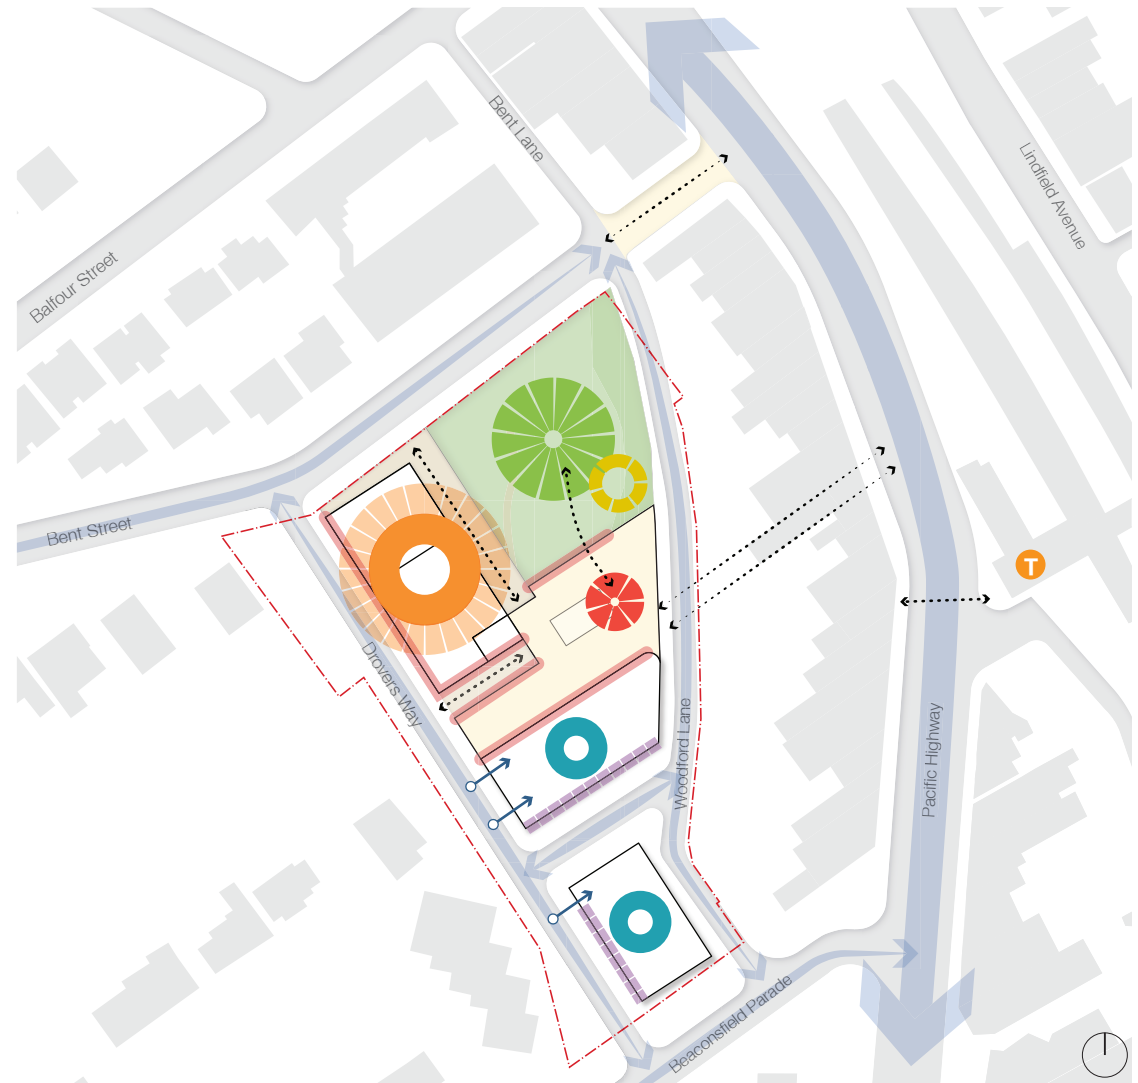 Bent Lane
Lindfield Avenue
Balfour Street
Bent Street
T
Drovers Way
Woodford Lane
Pacific Highway
Beaconsfield Parade